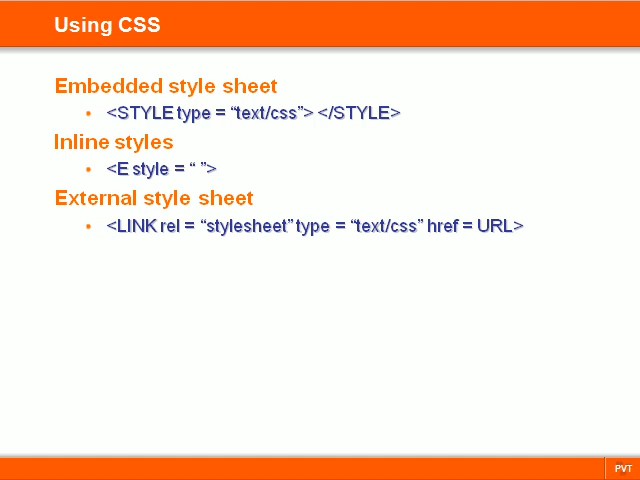 Using CSS
Embedded style sheet
• <STYLE type = “text/css”> </STYLE>
Inline styles
• <E style = “ ”>
External style sheet
• <LINK rel = “stylesheet” type = “text/css” href = URL>
PVT